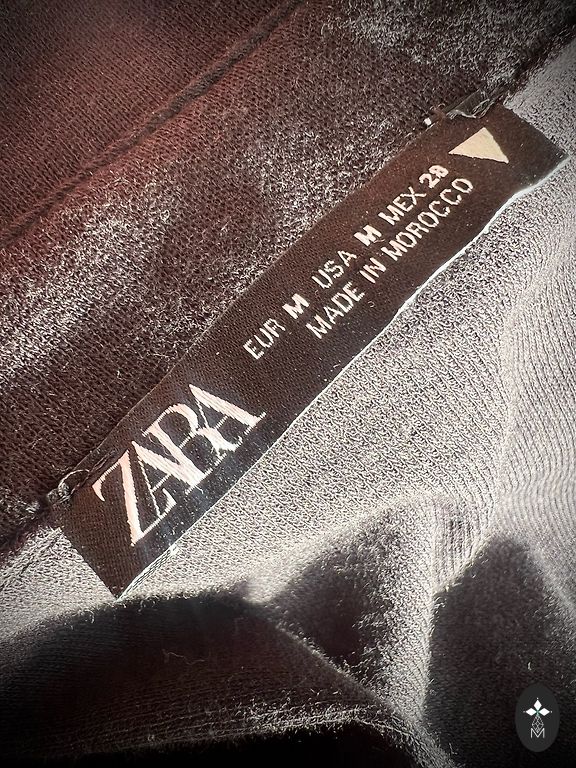 ZARA
EUR M USA M MEX 28
MADE IN MOROCCO
M